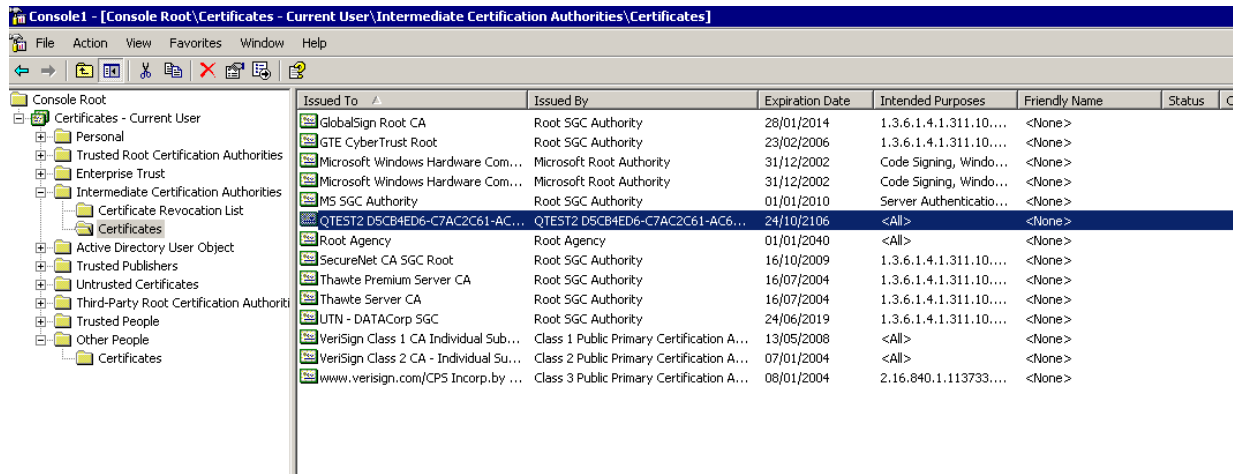 Console1 - [Console Root\Certificates - Current User\Intermediate Certification Authorities\Certificates]
File Action View Favorites Window Help
Console Root
Certificates - Current User
Personal
Trusted Root Certification Authorities
Enterprise Trust
Intermediate Certification Authorities
Certificate Revocation List
Certificates
Active Directory User Object
Trusted Publishers
Untrusted Certificates
Third-Party Root Certification Authoriti
Trusted People
Other People
Certificates
Issued To Issued By Expiration Date Intended Purposes Friendly Name Status C
GlobalSign Root CA Root SGC Authority 28/01/2014 1.3.6.1.4.1.311.10.... <None>
GTE CyberTrust Root Root SGC Authority 23/02/2006 1.3.6.1.4.1.311.10.... <None>
Microsoft Windows Hardware Com... Microsoft Root Authority 31/12/2002 Code Signing, Windo... <None>
Microsoft Windows Hardware Com... Microsoft Root Authority 31/12/2002 Code Signing, Windo... <None>
MS SGC Authority Root SGC Authority 01/01/2010 Server Authenticatio... <None>
QTEST2 D5CB4ED6-C7AC2C61-AC... QTEST2 D5CB4ED6-C7AC2C61-AC6... 24/10/2106 <All> <None>
Root Agency Root Agency 01/01/2040 <All> <None>
SecureNet CA SGC Root Root SGC Authority 16/10/2009 1.3.6.1.4.1.311.10.... <None>
Thawte Premium Server CA Root SGC Authority 16/07/2004 1.3.6.1.4.1.311.10.... <None>
Thawte Server CA Root SGC Authority 16/07/2004 1.3.6.1.4.1.311.10.... <None>
UTN - DATACorp SGC Root SGC Authority 24/06/2019 1.3.6.1.4.1.311.10.... <None>
VeriSign Class 1 CA Individual Sub... Class 1 Public Primary Certification A... 13/05/2008 <All> <None>
VeriSign Class 2 CA - Individual Su... Class 2 Public Primary Certification A... 07/01/2004 <All> <None>
www.verisign.com/CPS Incorp.by ... Class 3 Public Primary Certification A... 08/01/2004 2.16.840.1.113733.... <None>